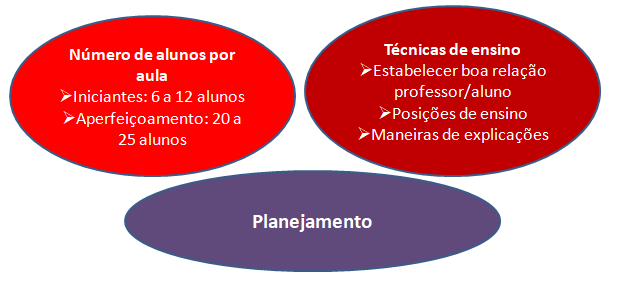 Número de alunos por
aula
➢Iniciantes: 6 a 12 alunos
➢Aperfeiçoamento: 20 a
25 alunos
Técnicas de ensino
➢Estabelecer boa relação
professor/aluno
➢Posições de ensino
➢Maneiras de explicações
Planejamento